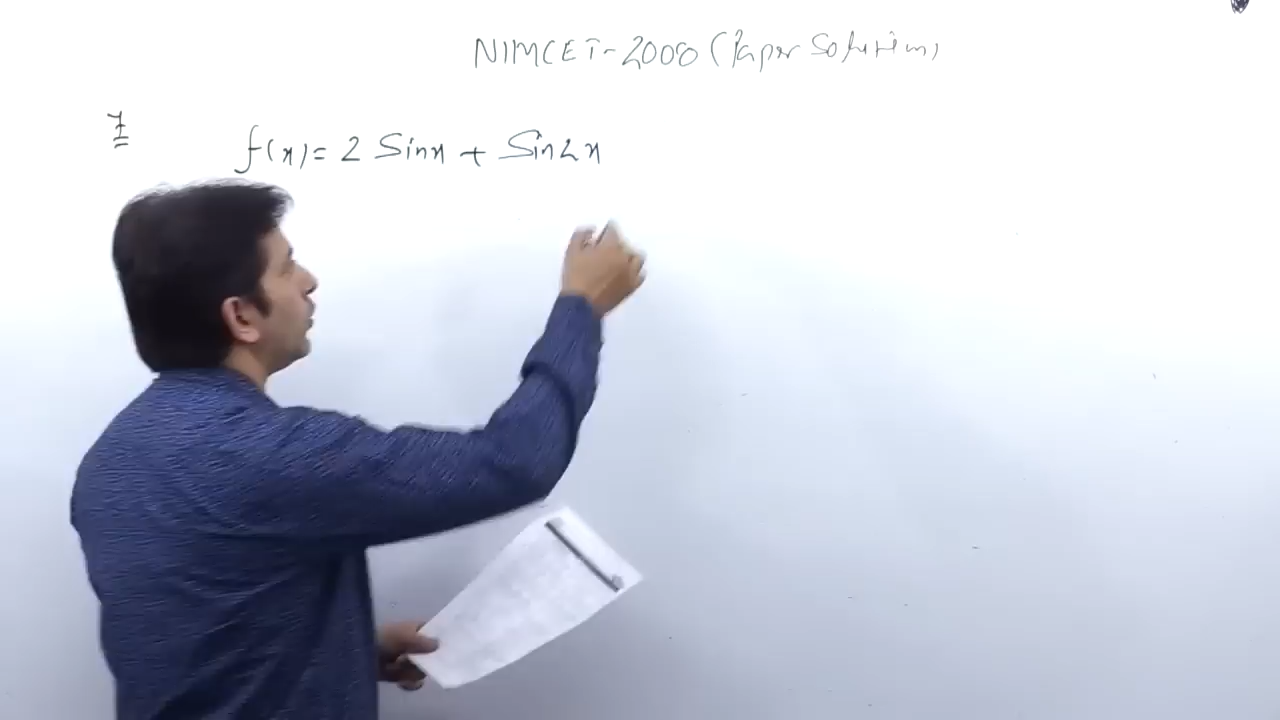 NIMCET-2008 (Paper Solution)
7
f(x) = 2 Sinx + Sin2x